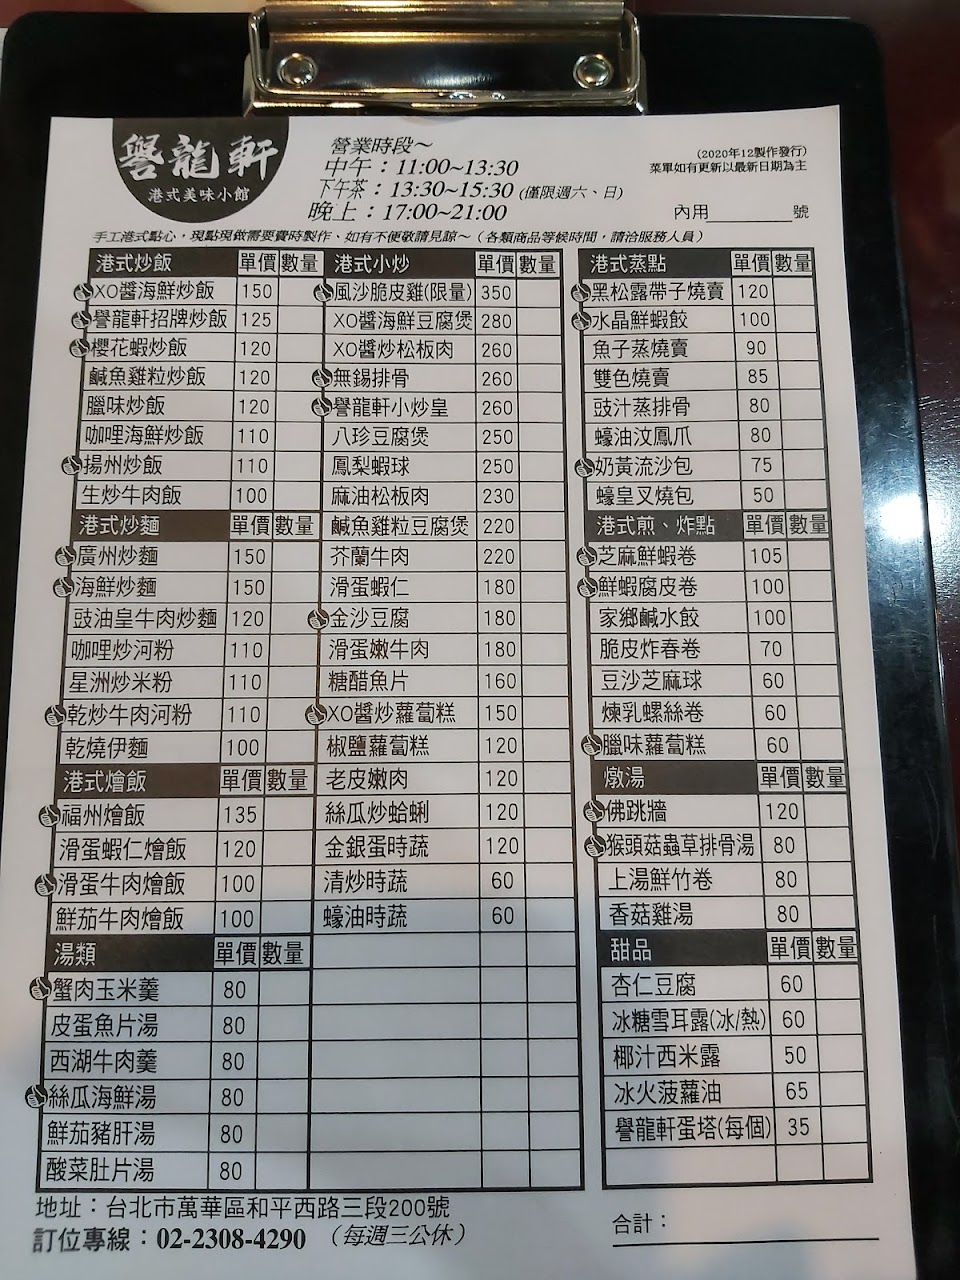 譽龍軒
港式美味小館
營業時段～
中午：11:00~13:30
下午茶：13:30~15:30 (僅限週六、日)
晚上：17:00~21:00
(2020年12製作發行)
菜單如有更新以最新日期為主
內用________號
手工港式點心，現點現做需要費時製作、如有不便敬請見諒～（各類商品等候時間，請洽服務人員）
港式炒飯 單價 數量
XO醬海鮮炒飯 150
譽龍軒招牌炒飯 125
櫻花蝦炒飯 120
鹹魚雞粒炒飯 120
臘味炒飯 120
咖哩海鮮炒飯 110
揚州炒飯 110
生炒牛肉飯 100
港式炒麵 單價 數量
廣州炒麵 150
海鮮炒麵 150
豉油皇牛肉炒麵 120
咖哩炒河粉 110
星洲炒米粉 110
乾炒牛肉河粉 110
乾燒伊麵 100
港式燴飯 單價 數量
福州燴飯 135
滑蛋蝦仁燴飯 120
滑蛋牛肉燴飯 100
鮮茄牛肉燴飯 100
湯類 單價 數量
蟹肉玉米羹 80
皮蛋魚片湯 80
西湖牛肉羹 80
絲瓜海鮮湯 80
鮮茄豬肝湯 80
酸菜肚片湯 80
港式小炒 單價 數量
風沙脆皮雞(限量) 350
XO醬海鮮豆腐煲 280
XO醬炒松板肉 260
無錫排骨 260
譽龍軒小炒皇 260
八珍豆腐煲 250
鳳梨蝦球 250
麻油松板肉 230
鹹魚雞粒豆腐煲 220
芥蘭牛肉 220
滑蛋蝦仁 180
金沙豆腐 180
滑蛋嫩牛肉 180
糖醋魚片 160
XO醬炒蘿蔔糕 150
椒鹽蘿蔔糕 120
老皮嫩肉 120
絲瓜炒蛤蜊 120
金銀蛋時蔬 120
清炒時蔬 60
蠔油時蔬 60
港式蒸點 單價 數量
黑松露帶子燒賣 120
水晶鮮蝦餃 100
魚子蒸燒賣 90
雙色燒賣 85
豉汁蒸排骨 80
蠔油汶鳳爪 80
奶黃流沙包 75
蠔皇叉燒包 50
港式煎、炸點 單價 數量
芝麻鮮蝦卷 105
鮮蝦腐皮卷 100
家鄉鹹水餃 100
脆皮炸春卷 70
豆沙芝麻球 60
煉乳螺絲卷 60
臘味蘿蔔糕 60
燉湯 單價 數量
佛跳牆 120
猴頭菇蟲草排骨湯 80
上湯鮮竹卷 80
香菇雞湯 80
甜品 單價 數量
杏仁豆腐 60
冰糖雪耳露(冰/熱) 60
椰汁西米露 50
冰火菠蘿油 65
譽龍軒蛋塔(每個) 35
地址：台北市萬華區和平西路三段200號
訂位專線：02-2308-4290 （每週三公休）
合計：